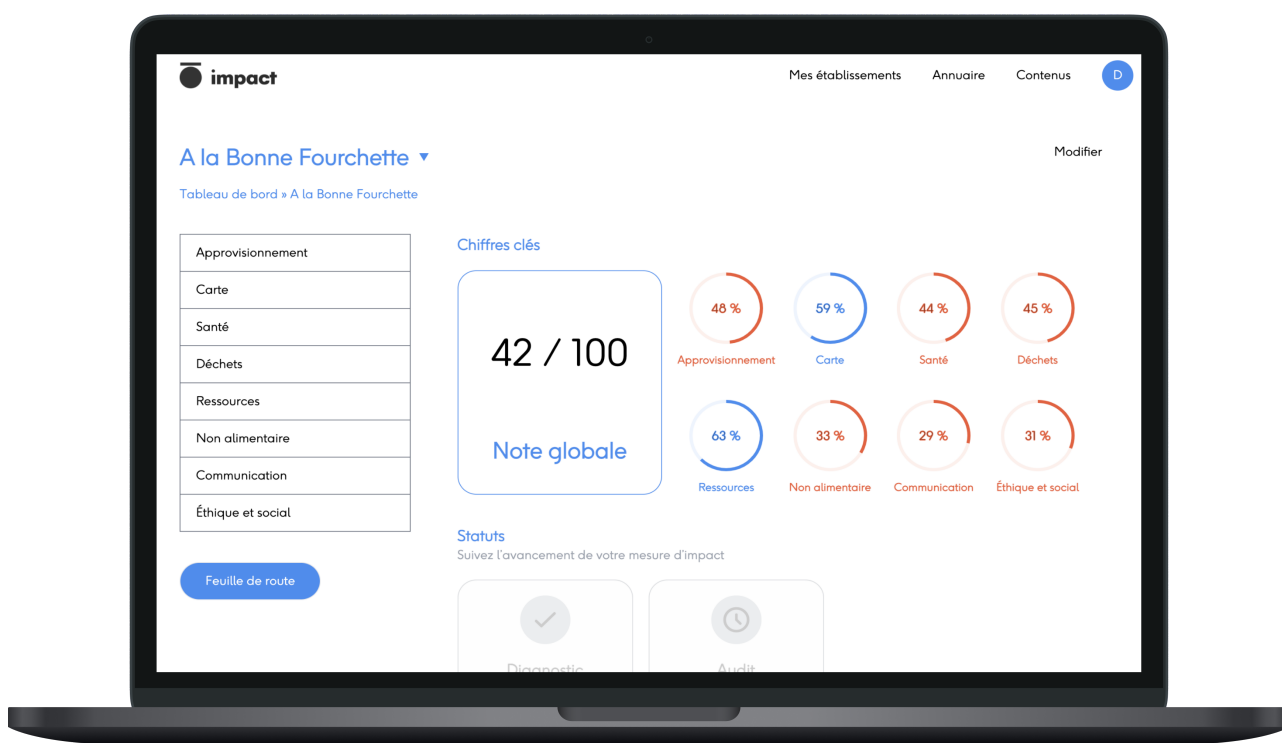 impact
Mes établissements
Annuaire
Contenus
D
A la Bonne Fourchette
Modifier
Tableau de bord » A la Bonne Fourchette
Approvisionnement
Carte
Santé
Déchets
Ressources
Non alimentaire
Communication
Éthique et social
Feuille de route
Chiffres clés
42 / 100
Note globale
48 %
Approvisionnement
59 %
Carte
44 %
Santé
45 %
Déchets
63 %
Ressources
33 %
Non alimentaire
29 %
Communication
31 %
Éthique et social
Statuts
Suivez l'avancement de votre mesure d'impact
Diagnostic
Audit